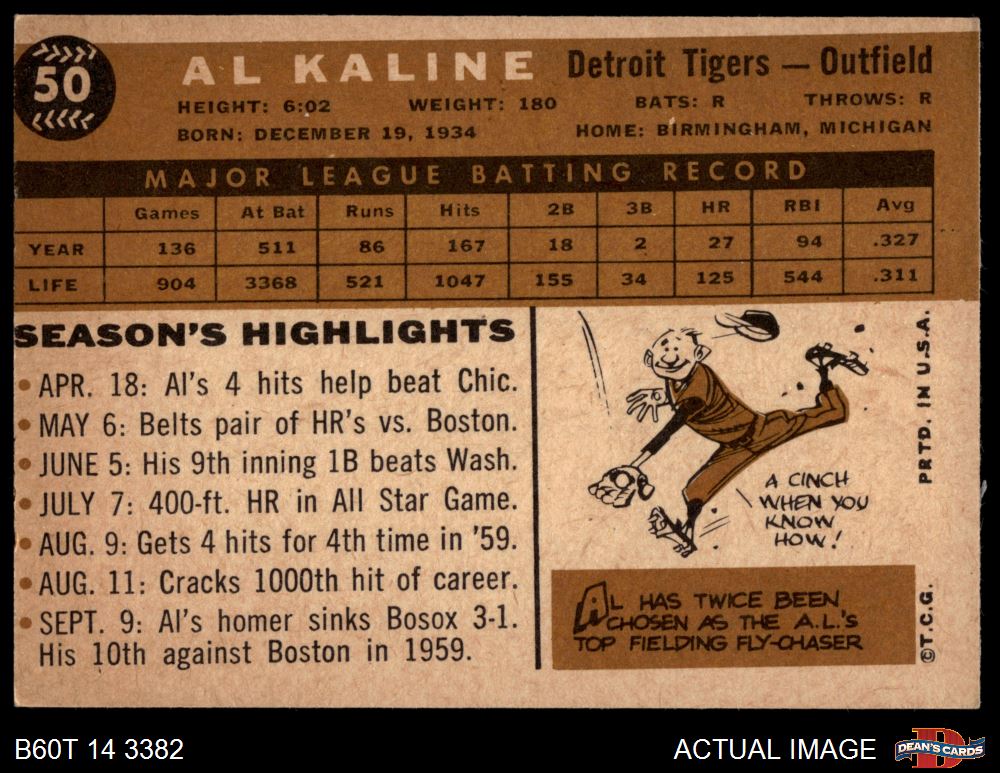 50
AL KALINE Detroit Tigers — Outfield
HEIGHT: 6:02 WEIGHT: 180 BATS: R THROWS: R
BORN: DECEMBER 19, 1934 HOME: BIRMINGHAM, MICHIGAN
MAJOR LEAGUE BATTING RECORD
Games At Bat Runs Hits 2B 3B HR RBI Avg
YEAR 136 511 86 167 18 2 27 94 .327
LIFE 904 3368 521 1047 155 34 125 544 .311
SEASON'S HIGHLIGHTS
• APR. 18: Al's 4 hits help beat Chic.
• MAY 6: Belts pair of HR's vs. Boston.
• JUNE 5: His 9th inning 1B beats Wash.
• JULY 7: 400-ft. HR in All Star Game.
• AUG. 9: Gets 4 hits for 4th time in '59.
• AUG. 11: Cracks 1000th hit of career.
• SEPT. 9: Al's homer sinks Bosox 3-1.
His 10th against Boston in 1959.
A CINCH
WHEN YOU
KNOW
HOW!
AL HAS TWICE BEEN
CHOSEN AS THE A.L.'S
TOP FIELDING FLY-CHASER
PRTD. IN U.S.A.
©T.C.G.
B60T 14 3382
ACTUAL IMAGE
D
DEAN'S CARDS